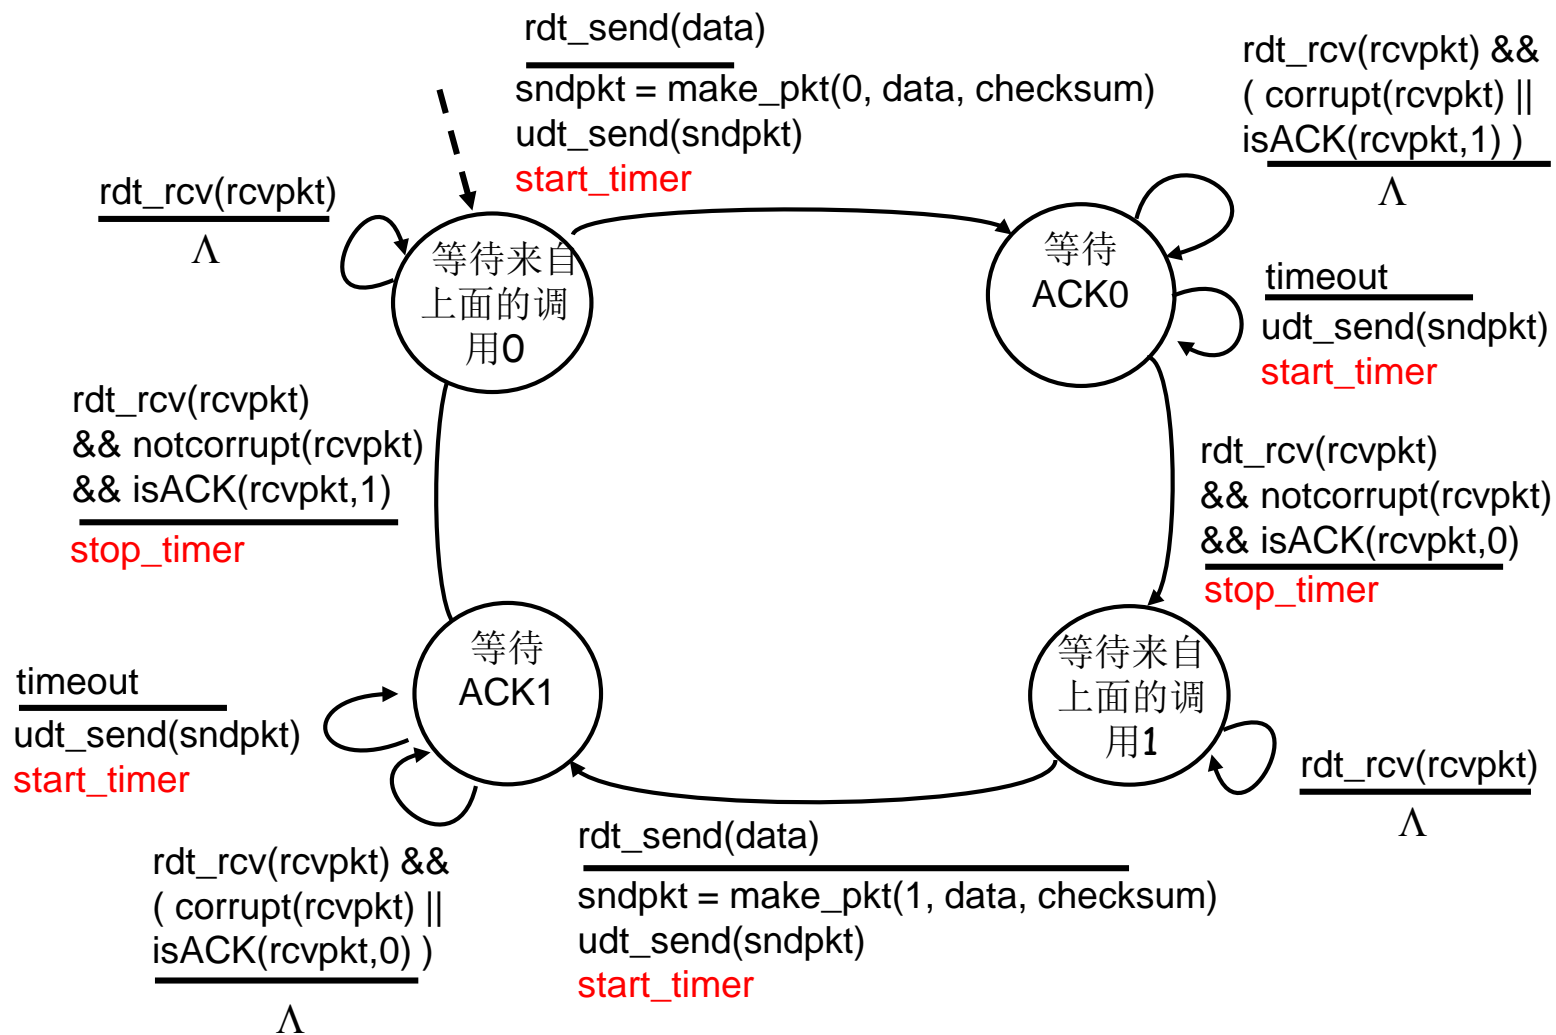 rdt_send(data)
sndpkt = make_pkt(0, data, checksum)
udt_send(sndpkt)
start_timer
rdt_rcv(rcvpkt) &&
( corrupt(rcvpkt) ||
isACK(rcvpkt,1) )
Λ
rdt_rcv(rcvpkt)
Λ
等待来自
上面的调
用0
等待
ACK0
timeout
udt_send(sndpkt)
start_timer
rdt_rcv(rcvpkt)
&& notcorrupt(rcvpkt)
&& isACK(rcvpkt,1)
stop_timer
rdt_rcv(rcvpkt)
&& notcorrupt(rcvpkt)
&& isACK(rcvpkt,0)
stop_timer
等待
ACK1
等待来自
上面的调
用1
timeout
udt_send(sndpkt)
start_timer
rdt_rcv(rcvpkt)
Λ
rdt_rcv(rcvpkt) &&
( corrupt(rcvpkt) ||
isACK(rcvpkt,0) )
Λ
rdt_send(data)
sndpkt = make_pkt(1, data, checksum)
udt_send(sndpkt)
start_timer